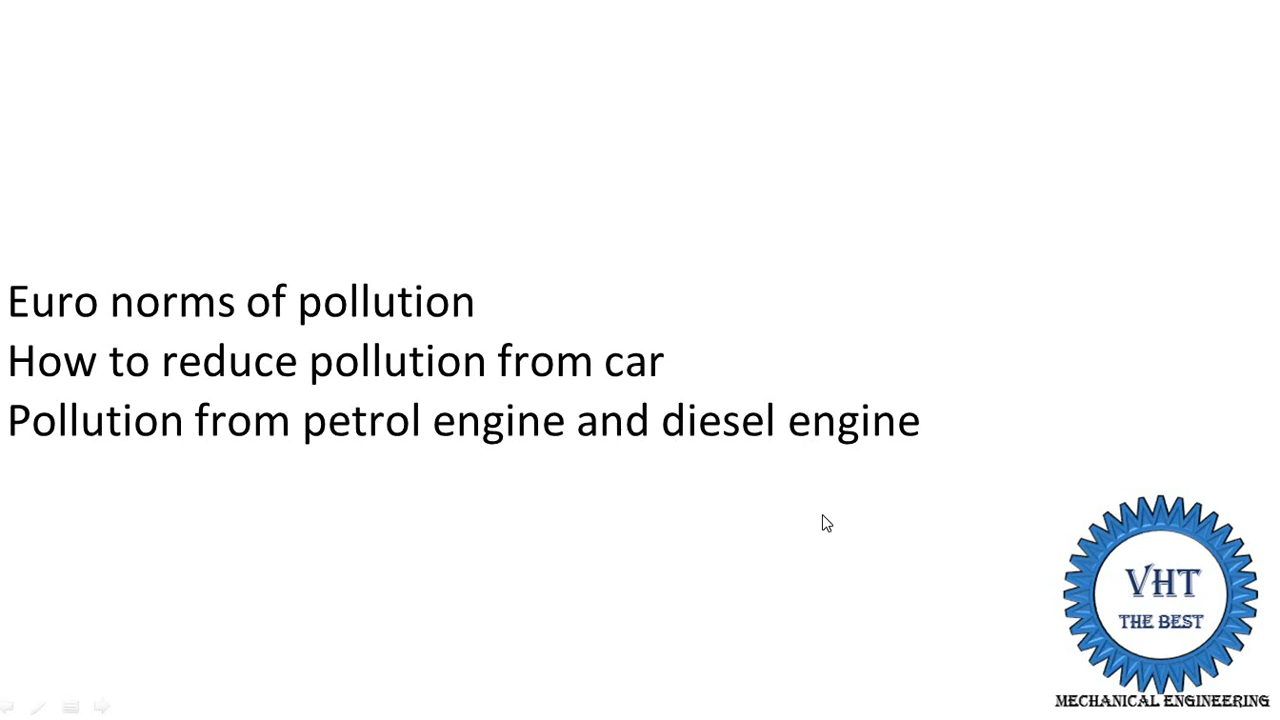 Euro norms of pollution
How to reduce pollution from car
Pollution from petrol engine and diesel engine
VHT
THE BEST
MECHANICAL ENGINEERING